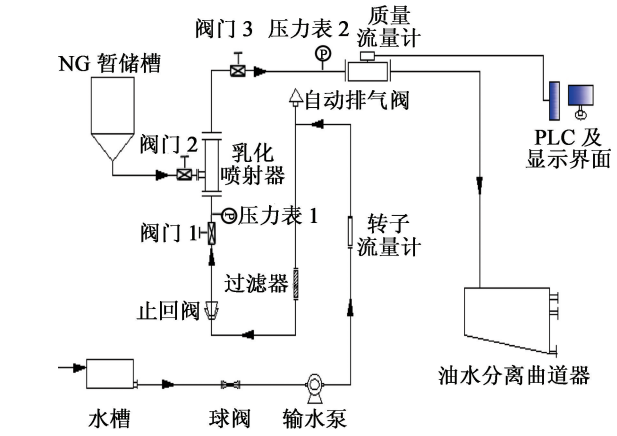 阀门 3
压力表 2
质量
流量计
NG 暂储槽
自动排气阀
阀门 2
乳化
喷射器
PLC 及
显示界面
压力表 1
阀门 1
转子
流量计
过滤器
止回阀
油水分离曲道器
水槽
球阀
输水泵
P
P